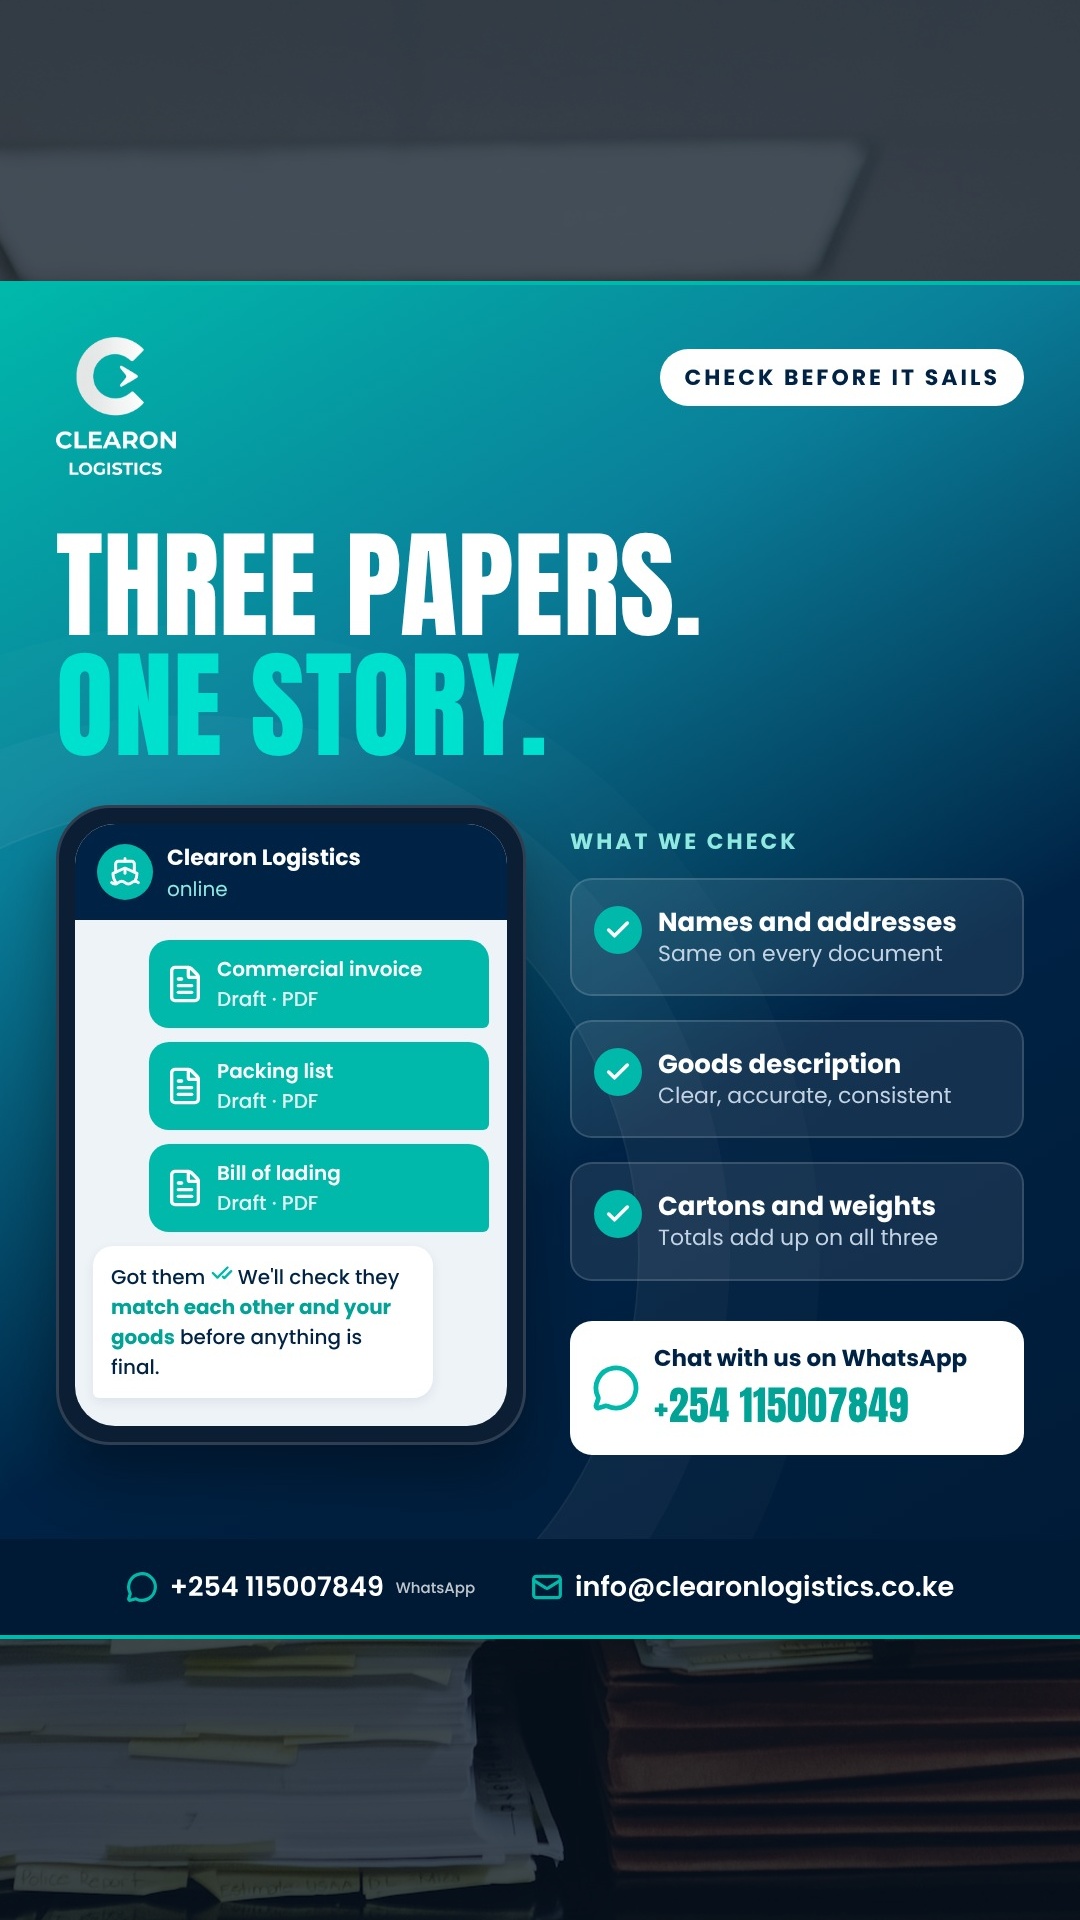 CLEARON
LOGISTICS
CHECK BEFORE IT SAILS
THREE PAPERS.
ONE STORY.
Clearon Logistics
online
Commercial invoice
Draft · PDF
Packing list
Draft · PDF
Bill of lading
Draft · PDF
Got them We'll check they
match each other and your
goods before anything is
final.
WHAT WE CHECK
Names and addresses
Same on every document
Goods description
Clear, accurate, consistent
Cartons and weights
Totals add up on all three
Chat with us on WhatsApp
+254 115007849
+254 115007849 WhatsApp
info@clearonlogistics.co.ke
Police Report
Estimate